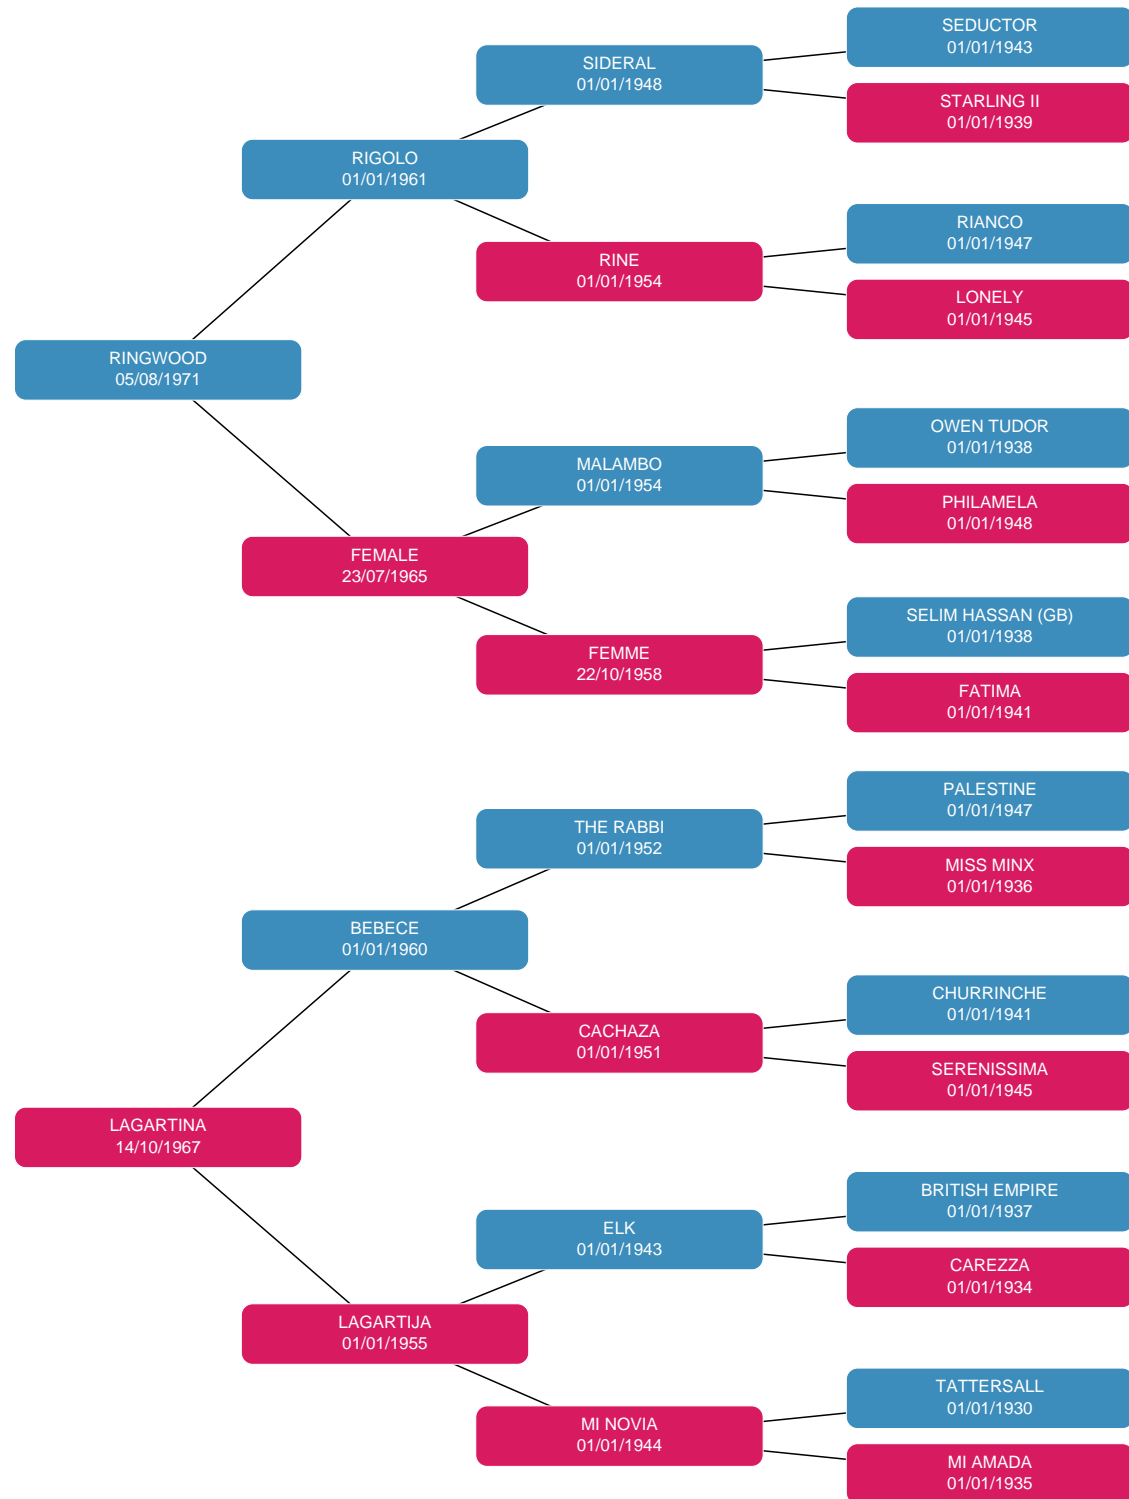 SEDUCTOR
01/01/1943
SIDERAL
01/01/1948
STARLING II
01/01/1939
RIGOLO
01/01/1961
RIANCO
01/01/1947
RINE
01/01/1954
LONELY
01/01/1945
RINGWOOD
05/08/1971
OWEN TUDOR
01/01/1938
MALAMBO
01/01/1954
PHILAMELA
01/01/1948
FEMALE
23/07/1965
SELIM HASSAN (GB)
01/01/1938
FEMME
22/10/1958
FATIMA
01/01/1941
PALESTINE
01/01/1947
THE RABBI
01/01/1952
MISS MINX
01/01/1936
BEBECE
01/01/1960
CHURRINCHE
01/01/1941
CACHAZA
01/01/1951
SERENISSIMA
01/01/1945
LAGARTINA
14/10/1967
BRITISH EMPIRE
01/01/1937
ELK
01/01/1943
CAREZZA
01/01/1934
LAGARTIJA
01/01/1955
TATTERSALL
01/01/1930
MI NOVIA
01/01/1944
MI AMADA
01/01/1935